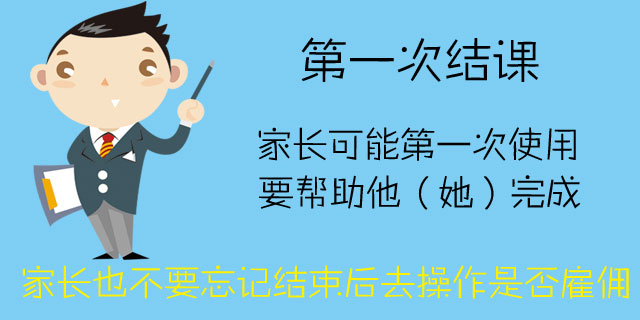 第一次结课
家长可能第一次使用
要帮助他（她）完成
家长也不要忘记结束后去操作是否雇佣